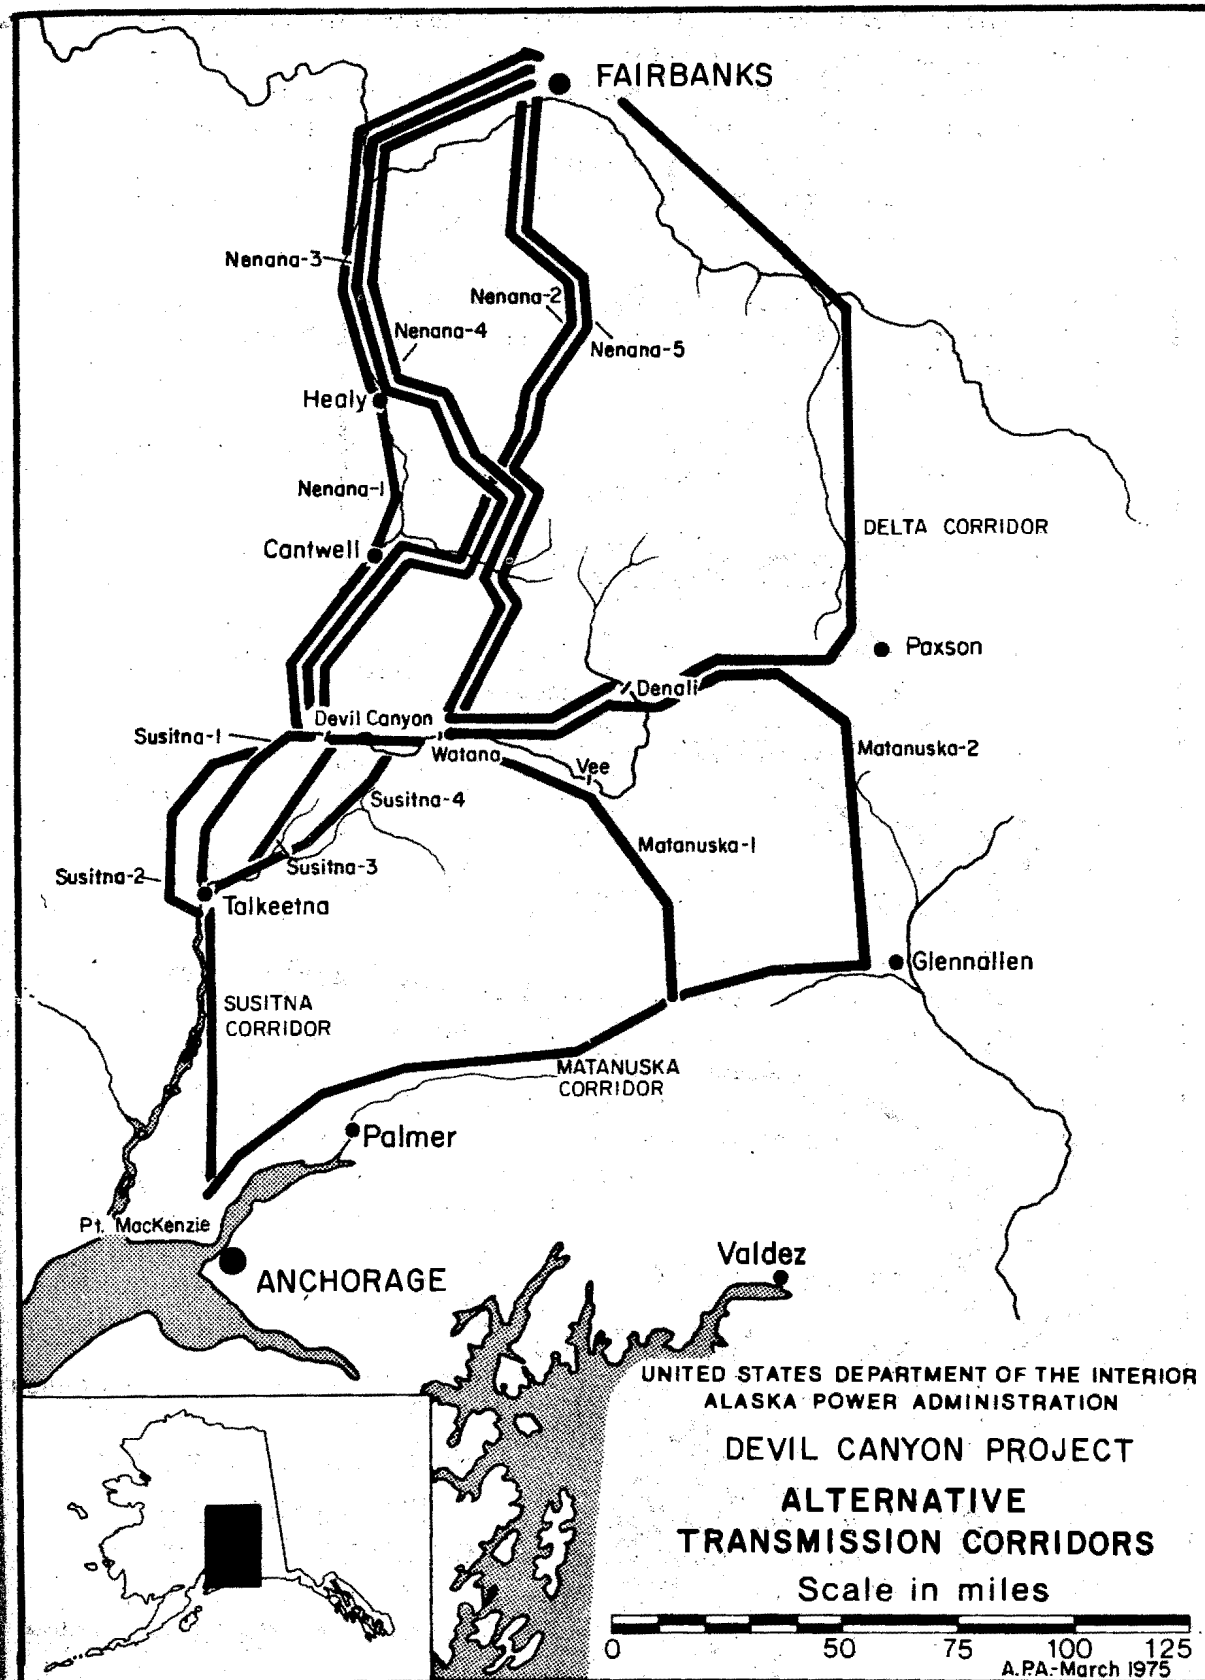 FAIRBANKS
Nenana-3
Nenana-2
Nenana-4
Nenana-5
Healy
Nenana-1
DELTA CORRIDOR
Cantwell
Paxson
Denali
Devil Canyon
Susitna-1
Matanuska-2
Watana
Vee
Susitna-4
Matanuska-1
Susitna-3
Susitna-2
Talkeetna
Glennallen
SUSITNA
CORRIDOR
MATANUSKA
CORRIDOR
Palmer
Pt. MacKenzie
Valdez
ANCHORAGE
UNITED STATES DEPARTMENT OF THE INTERIOR
ALASKA POWER ADMINISTRATION
DEVIL CANYON PROJECT
ALTERNATIVE
TRANSMISSION CORRIDORS
Scale in miles
0 50 75 100 125
A.P.A.-March 1975